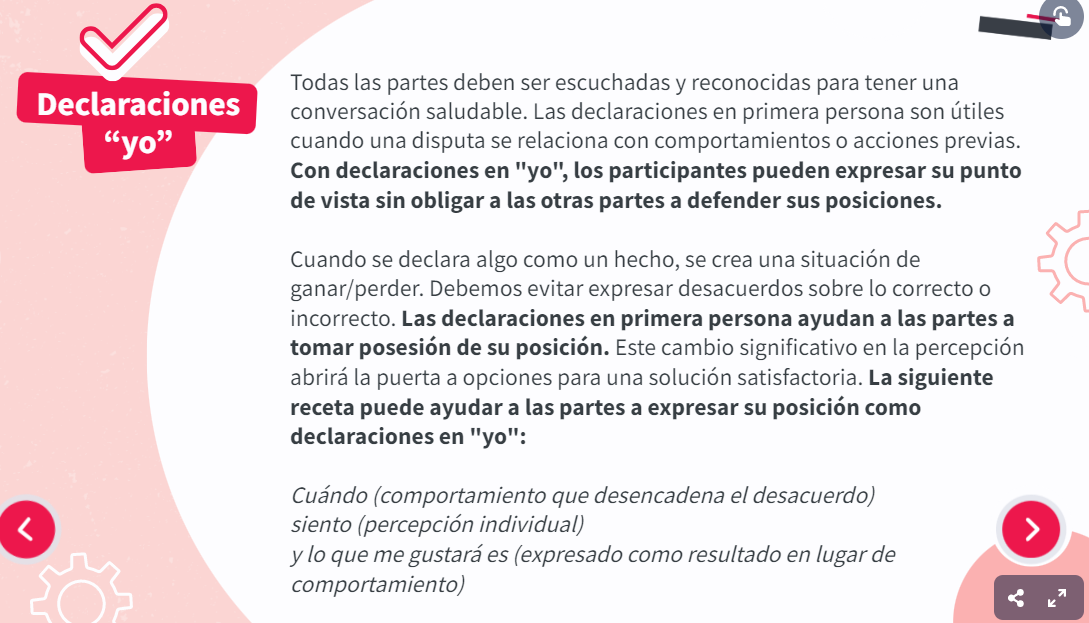 Declaraciones
“yo”
Todas las partes deben ser escuchadas y reconocidas para tener una
conversación saludable. Las declaraciones en primera persona son útiles
cuando una disputa se relaciona con comportamientos o acciones previas.
Con declaraciones en "yo", los participantes pueden expresar su punto
de vista sin obligar a las otras partes a defender sus posiciones.
Cuando se declara algo como un hecho, se crea una situación de
ganar/perder. Debemos evitar expresar desacuerdos sobre lo correcto o
incorrecto. Las declaraciones en primera persona ayudan a las partes a
tomar posesión de su posición. Este cambio significativo en la percepción
abrirá la puerta a opciones para una solución satisfactoria. La siguiente
receta puede ayudar a las partes a expresar su posición como
declaraciones en "yo":
Cuándo (comportamiento que desencadena el desacuerdo)
siento (percepción individual)
y lo que me gustará es (expresado como resultado en lugar de
comportamiento)